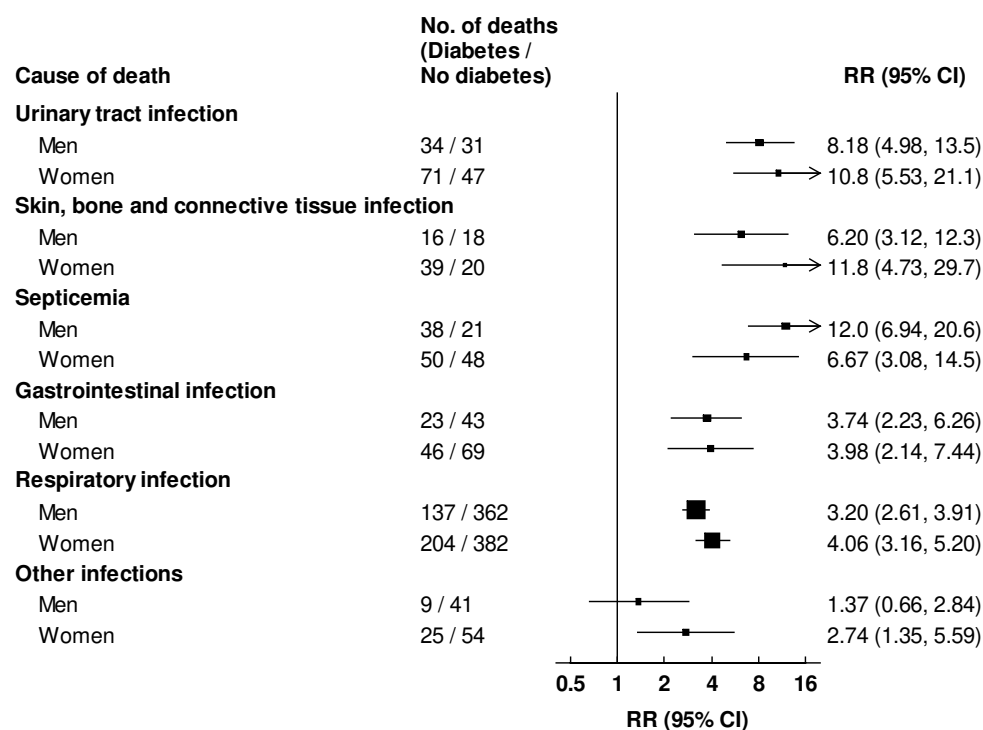 No. of deaths
(Diabetes /
Cause of death No diabetes) RR (95% CI)
Urinary tract infection
Men 34 / 31 8.18 (4.98, 13.5)
Women 71 / 47 10.8 (5.53, 21.1)
Skin, bone and connective tissue infection
Men 16 / 18 6.20 (3.12, 12.3)
Women 39 / 20 11.8 (4.73, 29.7)
Septicemia
Men 38 / 21 12.0 (6.94, 20.6)
Women 50 / 48 6.67 (3.08, 14.5)
Gastrointestinal infection
Men 23 / 43 3.74 (2.23, 6.26)
Women 46 / 69 3.98 (2.14, 7.44)
Respiratory infection
Men 137 / 362 3.20 (2.61, 3.91)
Women 204 / 382 4.06 (3.16, 5.20)
Other infections
Men 9 / 41 1.37 (0.66, 2.84)
Women 25 / 54 2.74 (1.35, 5.59)
0.5 1 2 4 8 16
RR (95% CI)